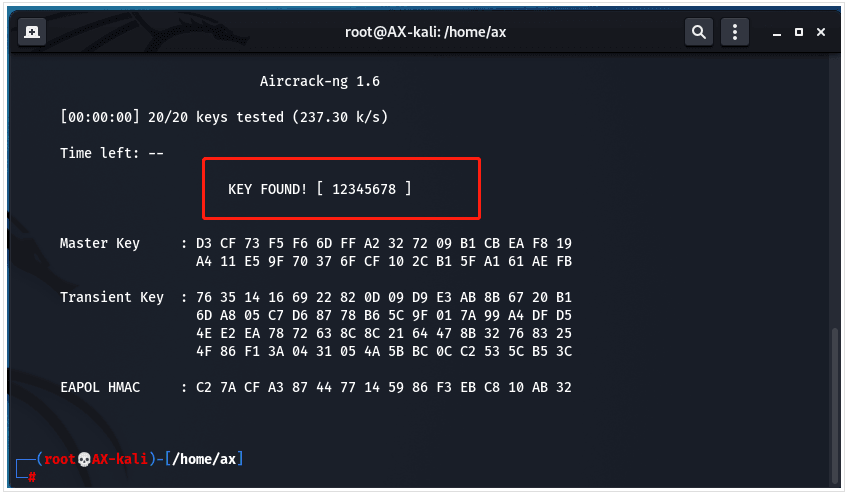 root@AX-kali: /home/ax
Aircrack-ng 1.6
[00:00:00] 20/20 keys tested (237.30 k/s)
Time left: --
KEY FOUND! [ 12345678 ]
Master Key : D3 CF 73 F5 F6 6D FF A2 32 72 09 B1 CB EA F8 19
A4 11 E5 9F 70 37 6F CF 10 2C B1 5F A1 61 AE FB
Transient Key : 76 35 14 16 69 22 82 0D 09 D9 E3 AB 8B 67 20 B1
6D A8 05 C7 D6 87 78 B6 5C 9F 01 7A 99 A4 DF D5
4E E2 EA 78 72 63 8C 8C 21 64 47 8B 32 76 83 25
4F 86 F1 3A 04 31 05 4A 5B BC 0C C2 53 5C B5 3C
EAPOL HMAC : C2 7A CF A3 87 44 77 14 59 86 F3 EB C8 10 AB 32
┌──(root💀AX-kali)-[/home/ax]
└─#